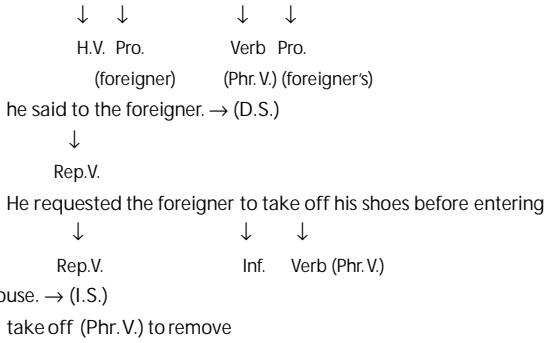 ↓ ↓ ↓ ↓
H.V. Pro. Verb Pro.
(foreigner) (Phr. V.) (foreigner's)
he said to the foreigner. → (D.S.)
↓
Rep.V.
He requested the foreigner to take off his shoes before entering
↓ ↓ ↓
Rep.V. Inf. Verb (Phr. V.)
→ (I.S.)
take off (Phr. V.) to remove